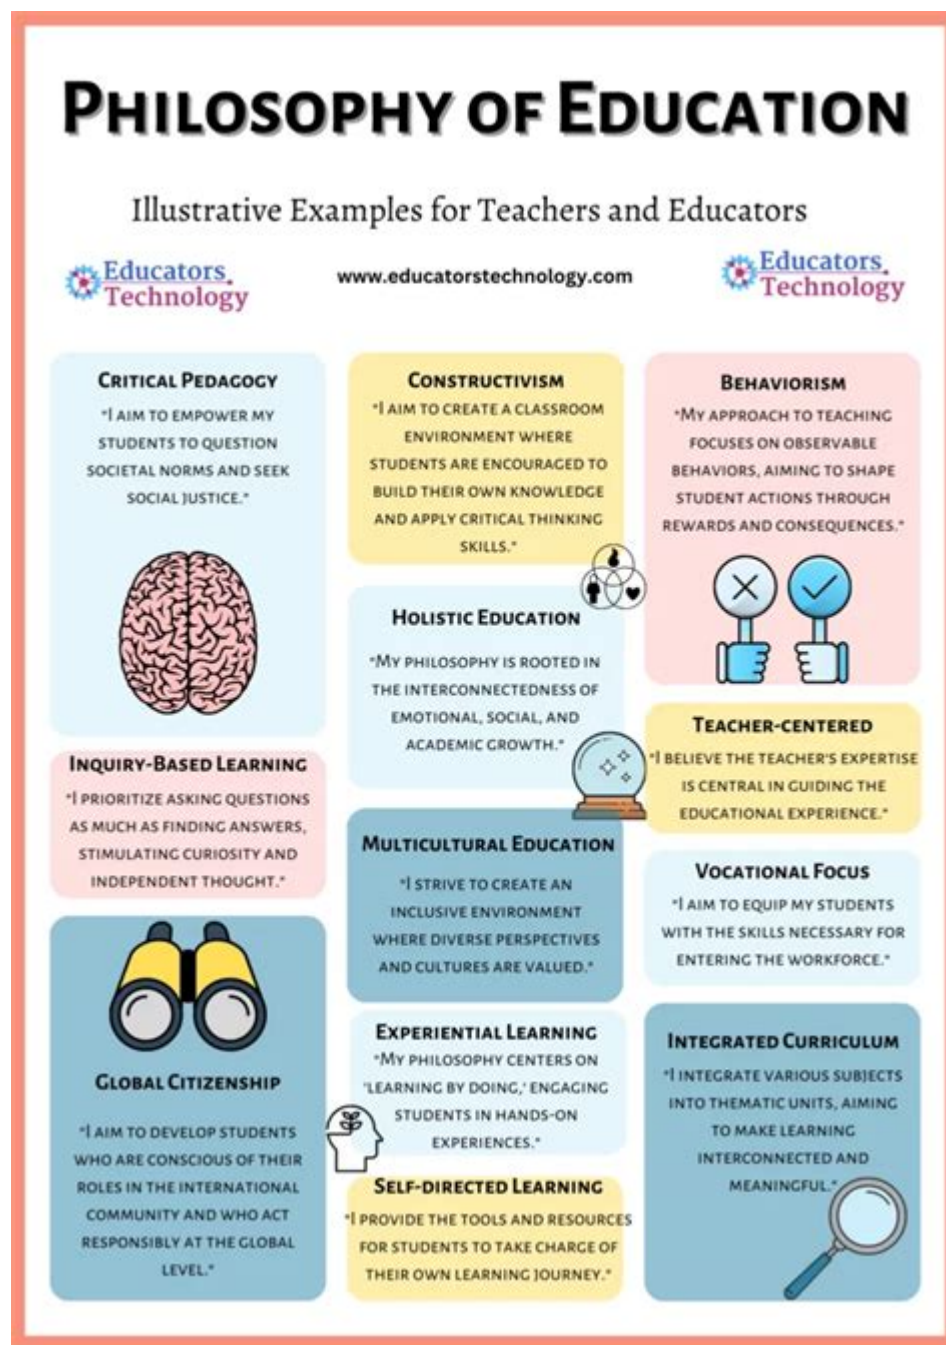 PHILOSOPHY OF EDUCATION
Illustrative Examples for Teachers and Educators
Educators
Technology
www.educatorstechnology.com
Educators
Technology
CRITICAL PEDAGOGY
"I AIM TO EMPOWER MY
STUDENTS TO QUESTION
SOCIETAL NORMS AND SEEK
SOCIAL JUSTICE."
INQUIRY-BASED LEARNING
"I PRIORITIZE ASKING QUESTIONS
AS MUCH AS FINDING ANSWERS,
STIMULATING CURIOSITY AND
INDEPENDENT THOUGHT."
GLOBAL CITIZENSHIP
"I AIM TO DEVELOP STUDENTS
WHO ARE CONSCIOUS OF THEIR
ROLES IN THE INTERNATIONAL
COMMUNITY AND WHO ACT
RESPONSIBLY AT THE GLOBAL
LEVEL."
CONSTRUCTIVISM
"I AIM TO CREATE A CLASSROOM
ENVIRONMENT WHERE
STUDENTS ARE ENCOURAGED TO
BUILD THEIR OWN KNOWLEDGE
AND APPLY CRITICAL THINKING
SKILLS."
HOLISTIC EDUCATION
"MY PHILOSOPHY IS ROOTED IN
THE INTERCONNECTEDNESS OF
EMOTIONAL, SOCIAL, AND
ACADEMIC GROWTH."
MULTICULTURAL EDUCATION
"I STRIVE TO CREATE AN
INCLUSIVE ENVIRONMENT
WHERE DIVERSE PERSPECTIVES
AND CULTURES ARE VALUED."
EXPERIENTIAL LEARNING
"MY PHILOSOPHY CENTERS ON
'LEARNING BY DOING,' ENGAGING
STUDENTS IN HANDS-ON
EXPERIENCES."
SELF-DIRECTED LEARNING
"I PROVIDE THE TOOLS AND RESOURCES
FOR STUDENTS TO TAKE CHARGE OF
THEIR OWN LEARNING JOURNEY."
BEHAVIORISM
"MY APPROACH TO TEACHING
FOCUSES ON OBSERVABLE
BEHAVIORS, AIMING TO SHAPE
STUDENT ACTIONS THROUGH
REWARDS AND CONSEQUENCES."
TEACHER-CENTERED
"I BELIEVE THE TEACHER'S EXPERTISE
IS CENTRAL IN GUIDING THE
EDUCATIONAL EXPERIENCE."
VOCATIONAL FOCUS
"I AIM TO EQUIP MY STUDENTS
WITH THE SKILLS NECESSARY FOR
ENTERING THE WORKFORCE."
INTEGRATED CURRICULUM
"I INTEGRATE VARIOUS SUBJECTS
INTO THEMATIC UNITS, AIMING
TO MAKE LEARNING
INTERCONNECTED AND
MEANINGFUL."